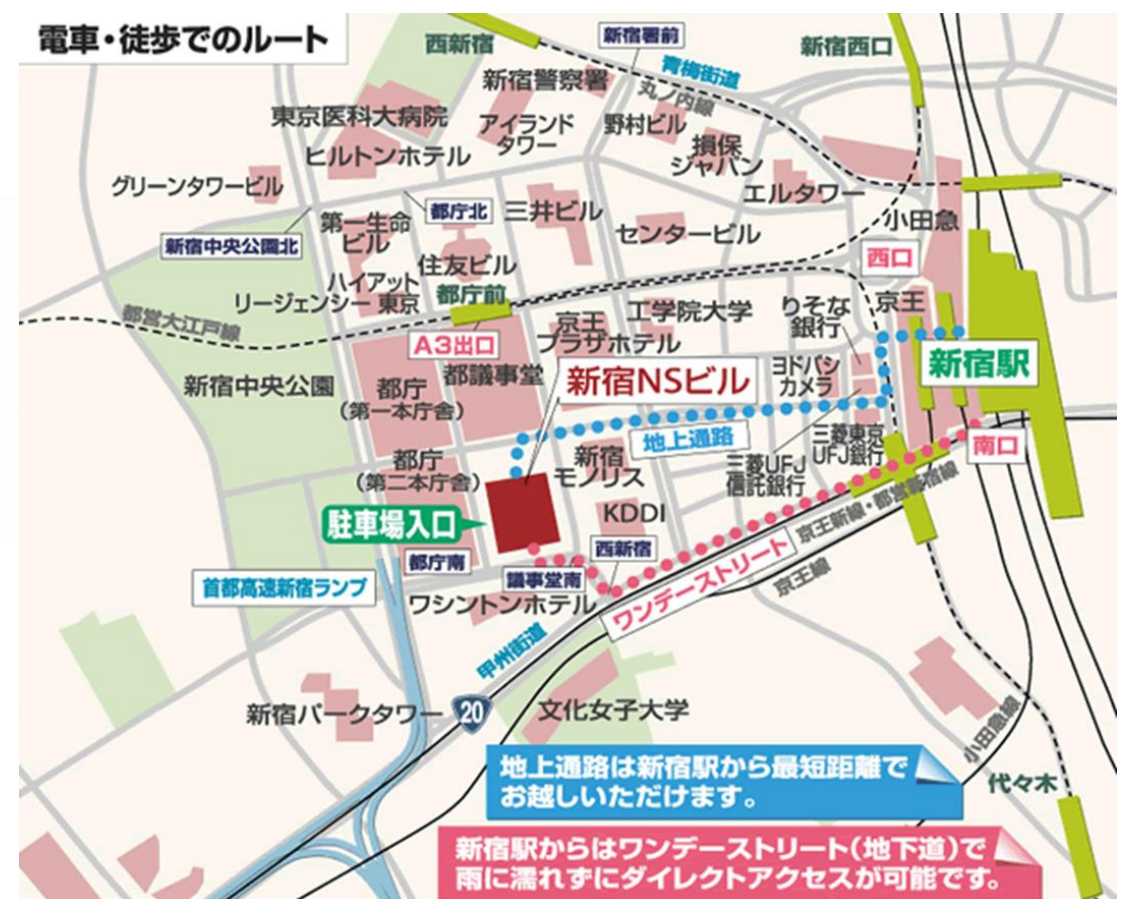 電車・徒歩でのルート
西新宿
新宿署前
青梅街道
新宿西口
新宿警察署
丸ノ内線
東京医科大病院
アイランド
タワー
野村ビル
損保
ジャパン
ヒルトンホテル
グリーンタワービル
エルタワー
都庁北
三井ビル
第一生命
ビル
小田急
新宿中央公園北
センタービル
住友ビル
西口
ハイアット
リージェンシー 東京
都庁前
都営大江戸線
工学院大学
りそな
銀行
京王
A3出口
京王
プラザホテル
新宿駅
新宿中央公園
都庁
(第一本庁舎)
都議事堂
新宿NSビル
ヨドバシ
カメラ
地上通路
三菱東京
UFJ銀行
南口
都庁
(第二本庁舎)
新宿
モノリス
三菱UFJ
信託銀行
駐車場入口
KDDI
京王新線・都営新宿線
都庁南
西新宿
議事堂南
首都高速新宿ランプ
ワシントンホテル
ワンデーストリート
京王線
甲州街道
20
新宿パークタワー
文化女子大学
小田急線
代々木
地上通路は新宿駅から最短距離で
お越しいただけます。
新宿駅からはワンデーストリート(地下道)で
雨に濡れずにダイレクトアクセスが可能です。